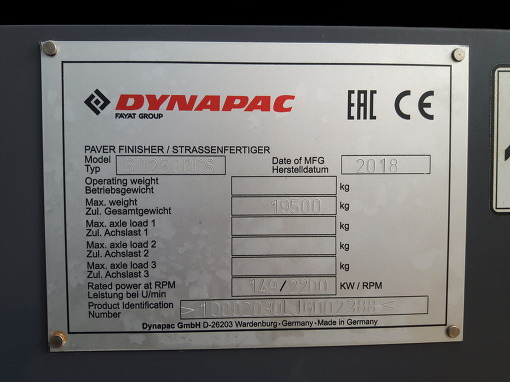 DYNAPAC
FAYAT GROUP
EAC CE
PAVER FINISHER / STRASSENFERTIGER
Model
Typ
Date of MFG
Herstelldatum
2018
Operating weight
Betriebsgewicht
kg
Max. weight
Zul. Gesamtgewicht
19500
kg
Max. axle load 1
Zul. Achslast 1
kg
Max. axle load 2
Zul. Achslast 2
kg
Max. axle load 3
Zul. Achslast 3
kg
Rated power at RPM
Leistung bei U/min
149/2200
KW / RPM
Product Identification
Number
Dynapac GmbH D-26203 Wardenburg - Germany - Made in Germany